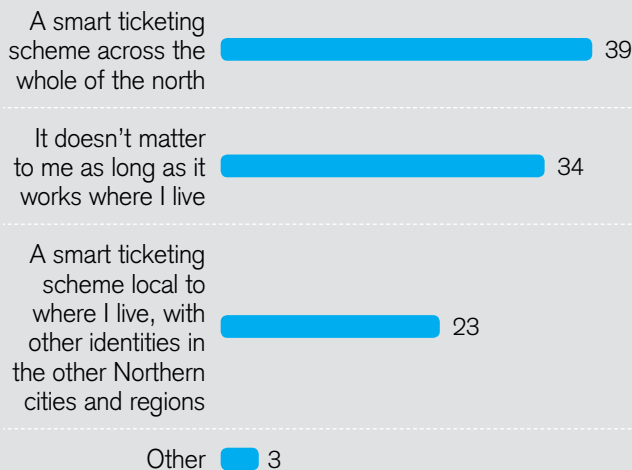 A smart ticketing
scheme across the
whole of the north
39
It doesn’t matter
to me as long as it
works where I live
34
A smart ticketing
scheme local to
where I live, with
other identities in
the other Northern
cities and regions
23
Other
3